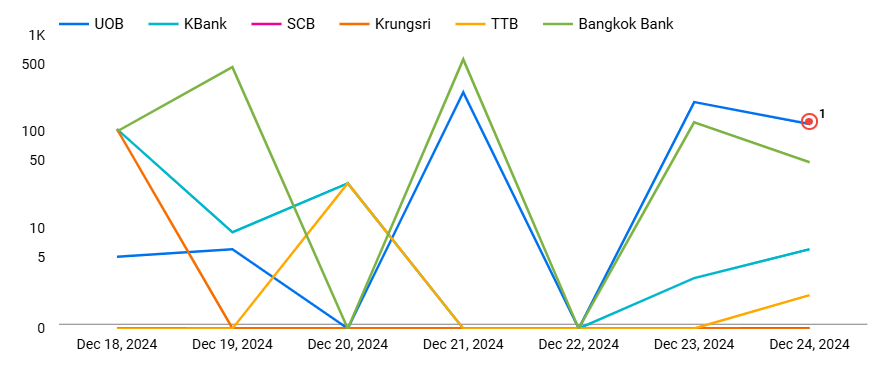 UOB KBank SCB Krungsri TTB Bangkok Bank
1K
500
100
50
10
5
0
1
Dec 18, 2024 Dec 19, 2024 Dec 20, 2024 Dec 21, 2024 Dec 22, 2024 Dec 23, 2024 Dec 24, 2024